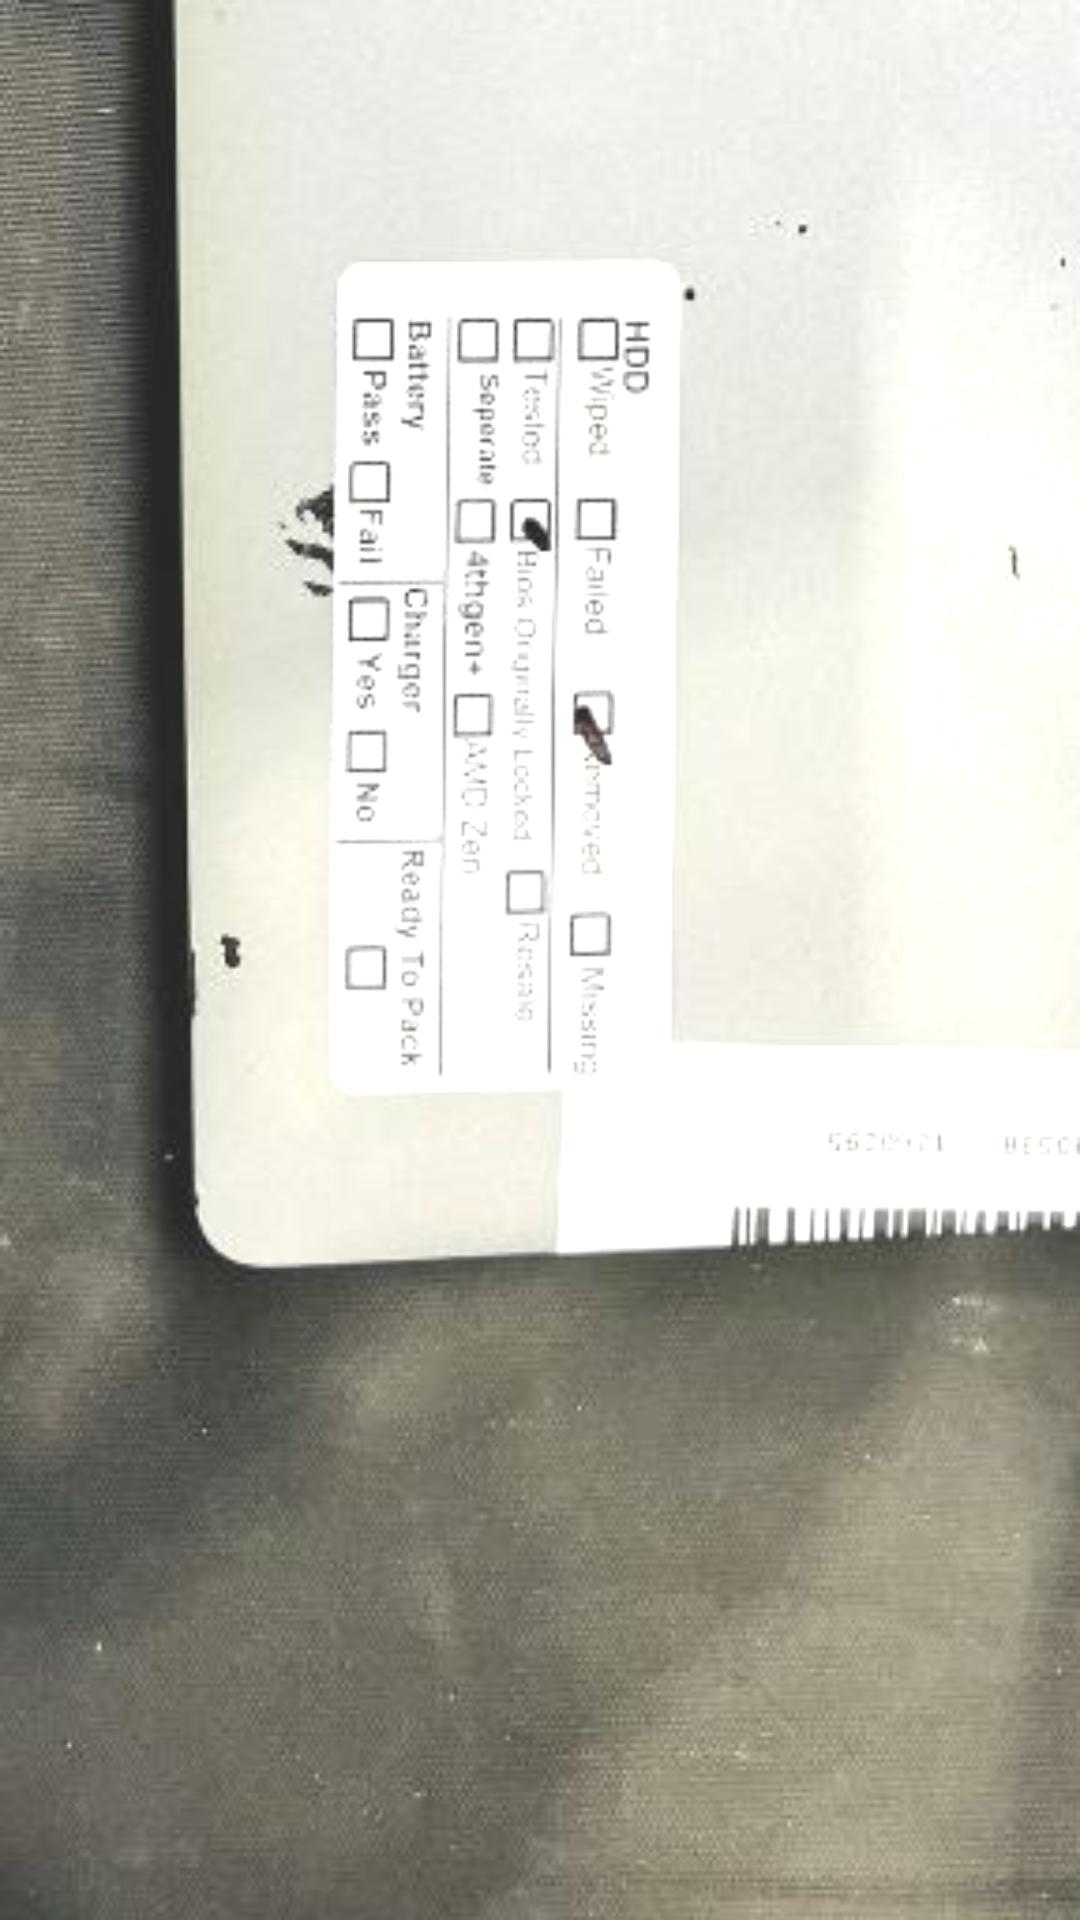 HDD
Wiped Failed Removed Missing
Tested Bios Originally Locked Resale
Seperate 4thgen+ AMD Zen
Battery Charger Ready To Pack
Pass Fail Yes No
1260295